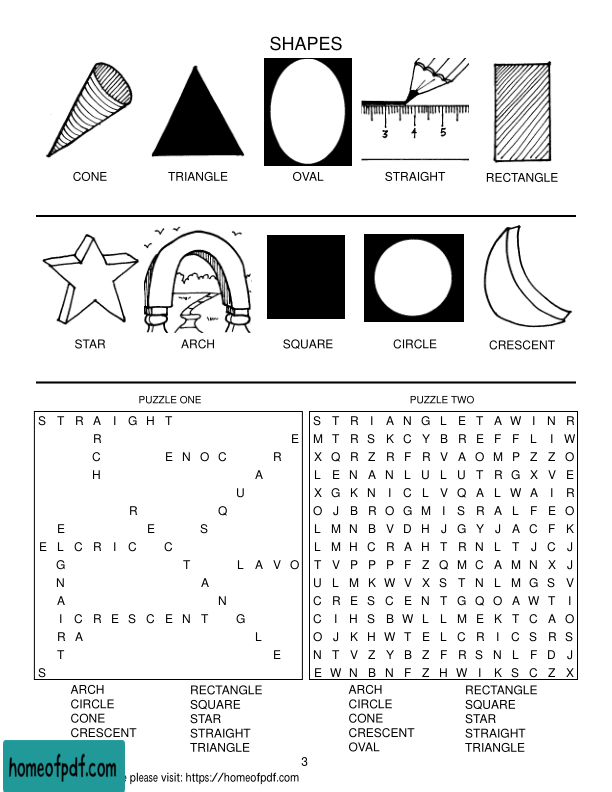 SHAPES
3 4 5
CONE TRIANGLE OVAL STRAIGHT RECTANGLE
STAR ARCH SQUARE CIRCLE CRESCENT
PUZZLE ONE
S T R A I G H T
R E
C E N O C R
H A
U
R Q
E E S
E L C R I C C
G T L A V O
N A
A N
I C R E S C E N T G
R A L
T E
S
ARCH RECTANGLE
CIRCLE SQUARE
CONE STAR
CRESCENT STRAIGHT
TRIANGLE
PUZZLE TWO
S T R I A N G L E T A W I N R
M T R S K C Y B R E F F L I W
X Q R Z R F R V A O M P Z Z O
L E N A N L U L U T R G X V E
X G K N I C L V Q A L W A I R
O J B R O G M I S R A L F E O
L M N B V D H J G Y J A C F K
L M H C R A H T R N L T J C J
T V P P P F Z Q M C A M N X J
U L M K W V X S T N L M G S V
C R E S C E N T G Q O A W T I
C I H S B W L L M E K T C A O
O J K H W T E L C R I C S R S
N T V Z Y B Z F R S N L F D J
E W N B N F Z H W I K S C Z X
ARCH RECTANGLE
CIRCLE SQUARE
CONE STAR
CRESCENT STRAIGHT
OVAL TRIANGLE
3
homeofpdf.com
e please visit: https://homeofpdf.com